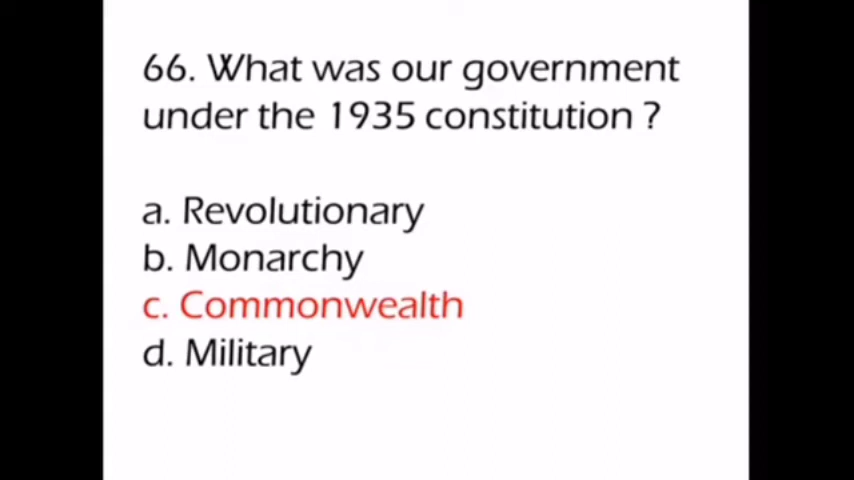 66. What was our government
under the 1935 constitution ?
a. Revolutionary
b. Monarchy
c. Commonwealth
d. Military